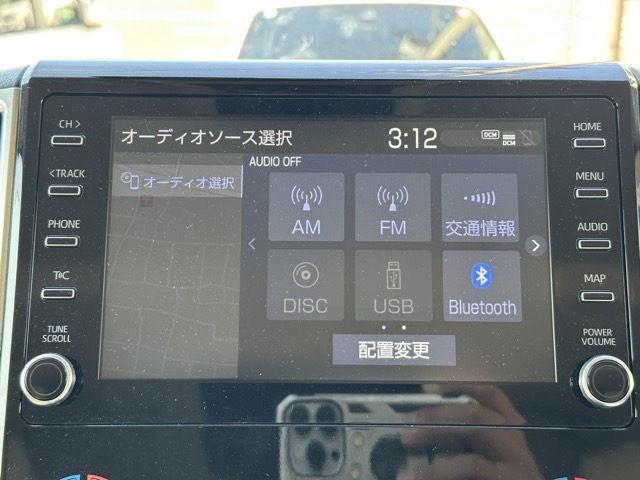 CH >
< TRACK
PHONE
T C
TUNE
SCROLL
オーディオソース選択
3:12
DCM
DCM
オーディオ選択
AUDIO OFF
AM
FM
交通情報
DISC
USB
Bluetooth
配置変更
HOME
MENU
AUDIO
MAP
POWER
VOLUME